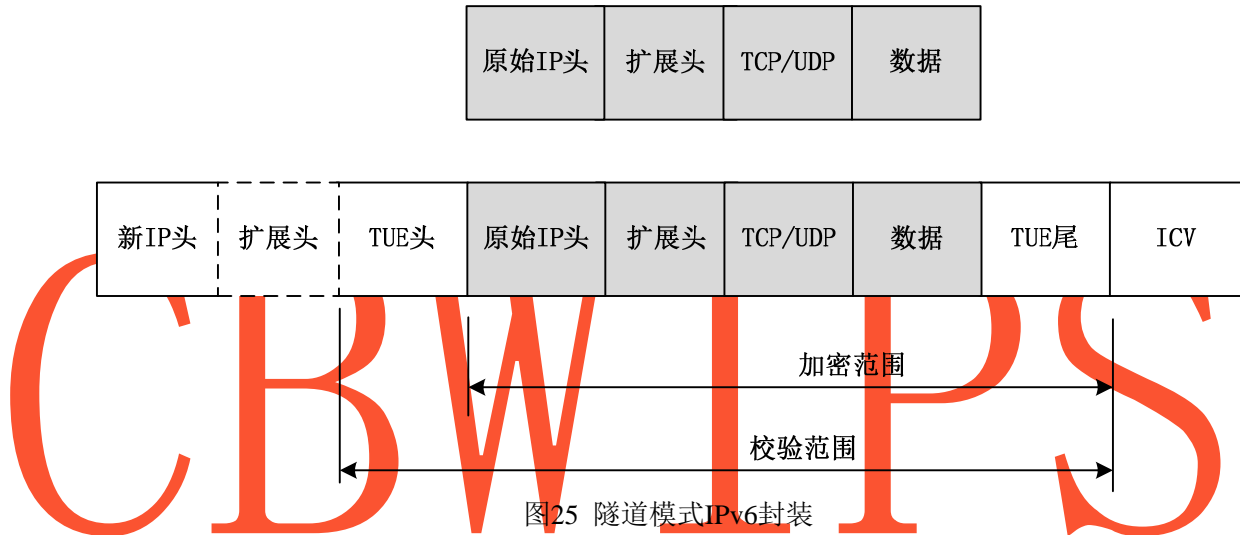 原始IP头 扩展头 TCP/UDP 数据
新IP头 扩展头 TUE头 原始IP头 扩展头 TCP/UDP 数据 TUE尾 ICV
CBWIPS
加密范围
校验范围
图25 隧道模式IPv6封装